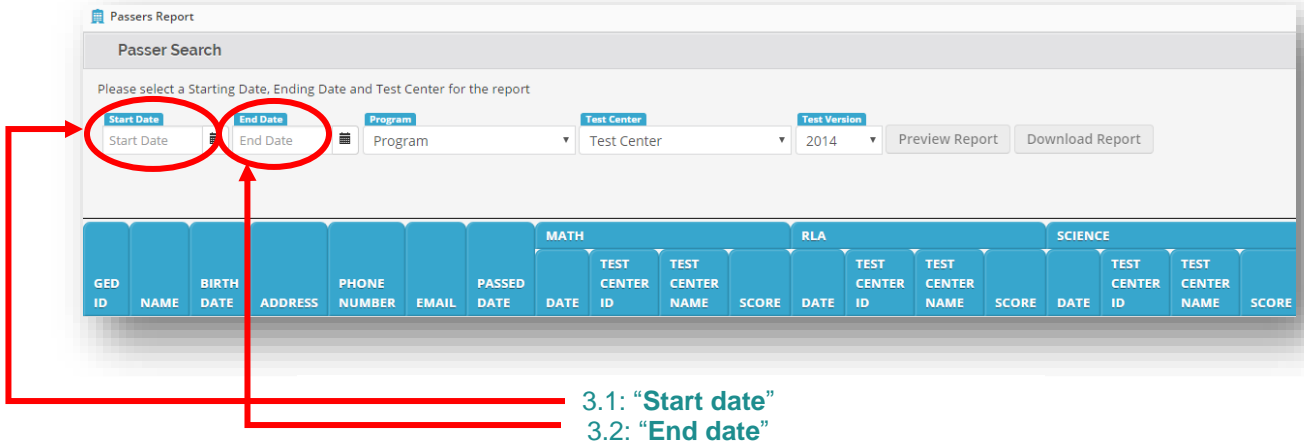 Passers Report
Passer Search
Please select a Starting Date, Ending Date and Test Center for the report
Start Date End Date Program Test Center Test Version
Start Date End Date Program Test Center 2014 Preview Report Download Report
MATH RLA SCIENCE
GED ID NAME BIRTH DATE ADDRESS PHONE NUMBER EMAIL PASSED DATE DATE TEST CENTER ID TEST CENTER NAME SCORE DATE TEST CENTER ID TEST CENTER NAME SCORE DATE TEST CENTER ID TEST CENTER NAME SCORE
3.1: “Start date”
3.2: “End date”